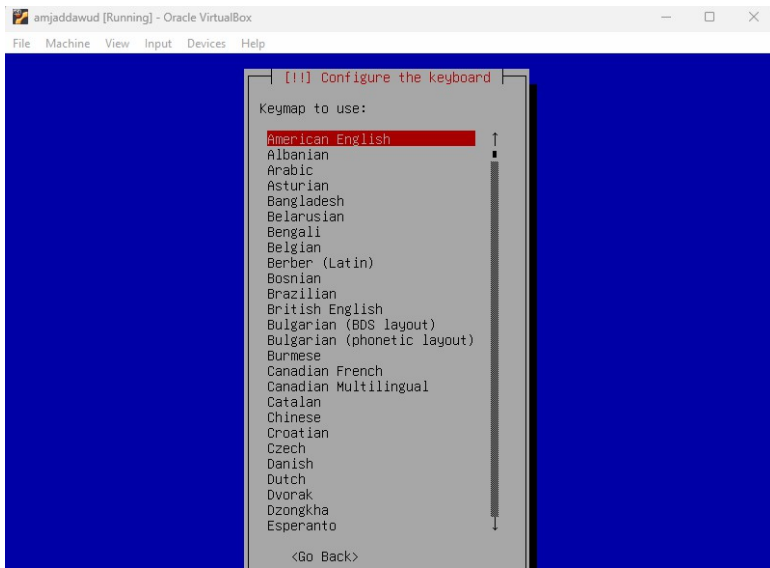 amjaddawud [Running] - Oracle VirtualBox
File Machine View Input Devices Help
[!!] Configure the keyboard
Keymap to use:
American English
Albanian
Arabic
Asturian
Bangladesh
Belarusian
Bengali
Belgian
Berber (Latin)
Bosnian
Brazilian
British English
Bulgarian (BDS layout)
Bulgarian (phonetic layout)
Burmese
Canadian French
Canadian Multilingual
Catalan
Chinese
Croatian
Czech
Danish
Dutch
Dvorak
Dzongkha
Esperanto
<Go Back>